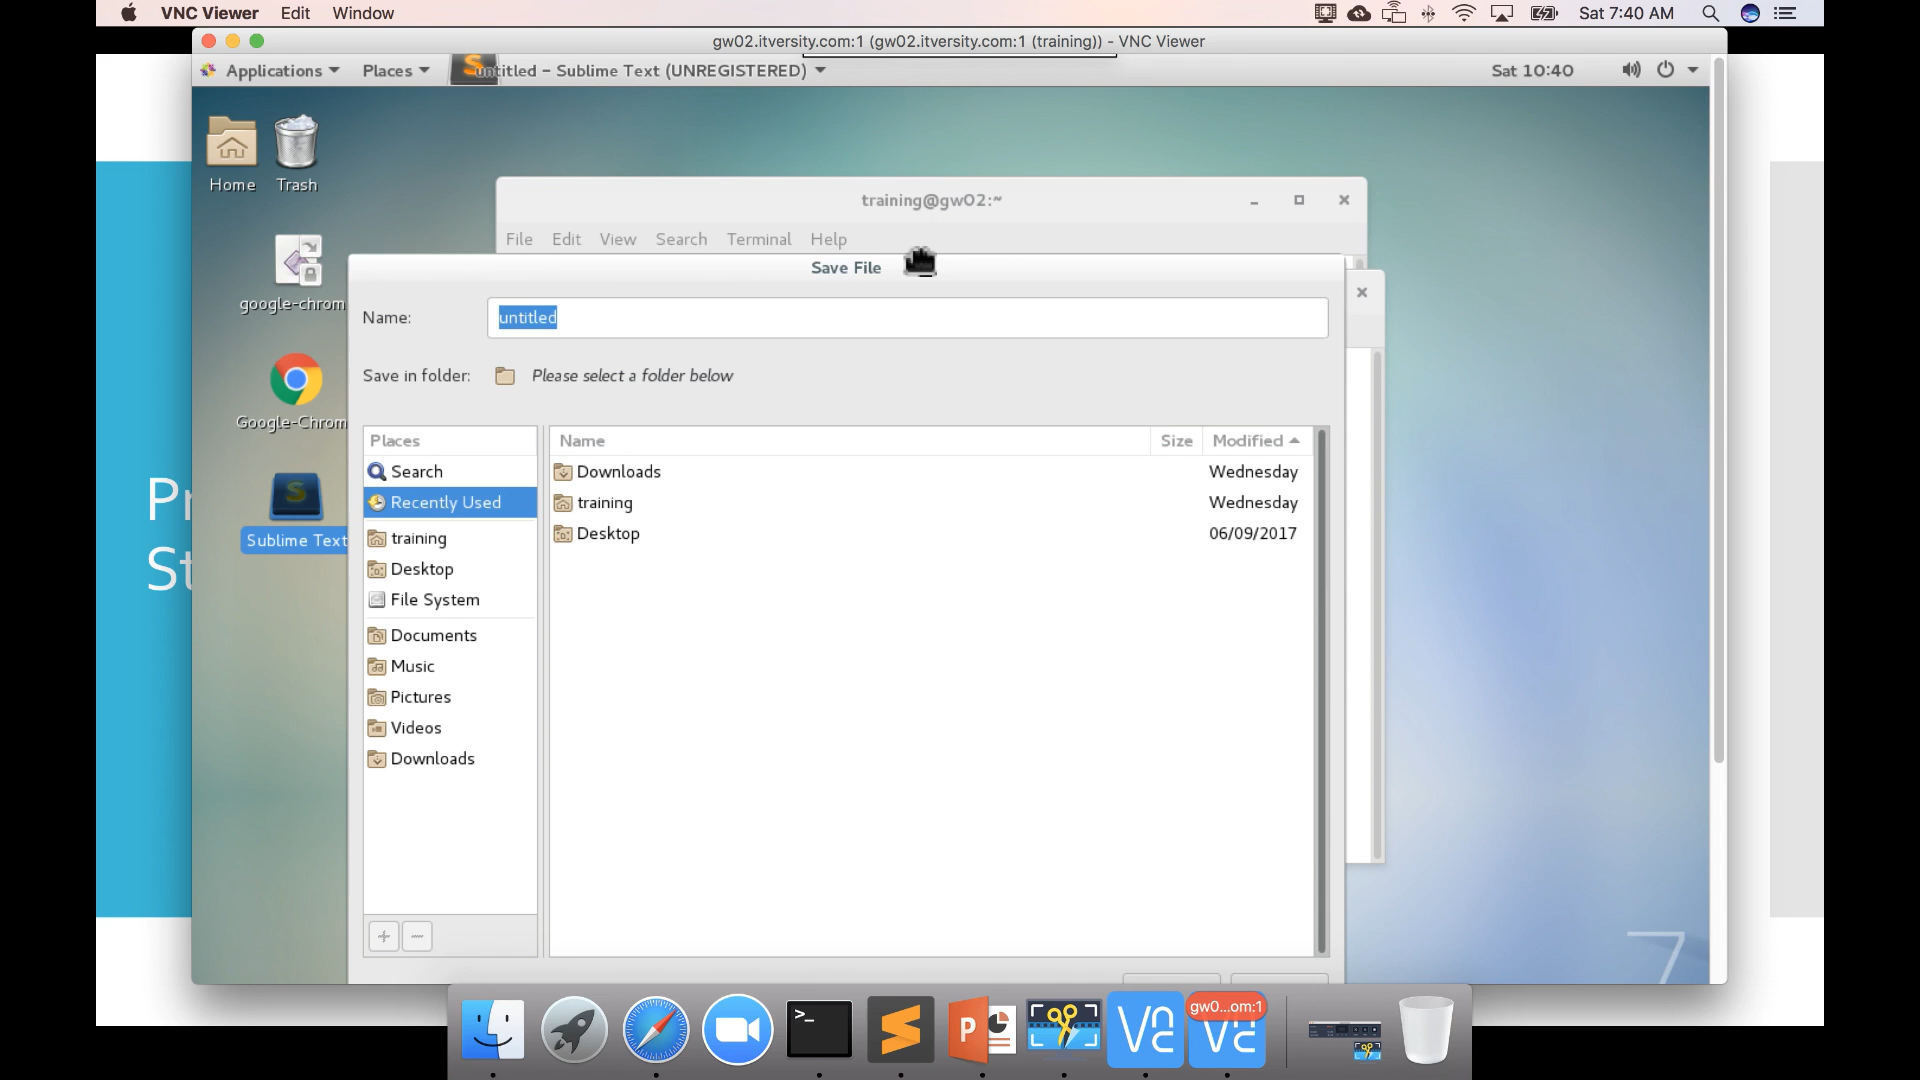 VNC Viewer Edit Window Sat 7:40 AM
gw02.itversity.com:1 (gw02.itversity.com:1 (training)) - VNC Viewer
Applications Places untitled - Sublime Text (UNREGISTERED) Sat 10:40
Home Trash
training@gw02:~
File Edit View Search Terminal Help
Save File
google-chrom
Name: untitled
Save in folder: Please select a folder below
Google-Chrom
Places Name Size Modified
Search Downloads Wednesday
Recently Used training Wednesday
training Desktop 06/09/2017
Sublime Text
Desktop
File System
Documents
Music
Pictures
Videos
Downloads
Pr
St
7
gw0...om:1